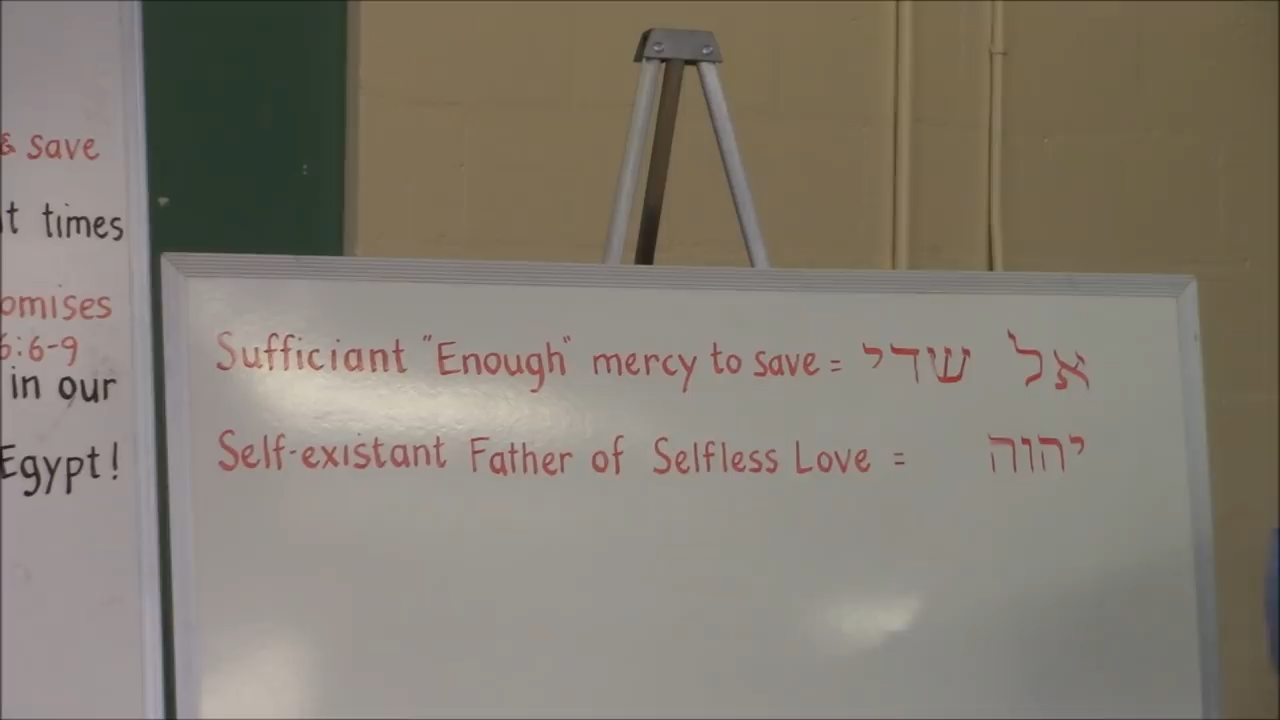 & save
t times
omises
6:6-9
in our
Egypt!
Sufficiant "Enough" mercy to save = אל שדי
Self-existant Father of Selfless Love = יהוה